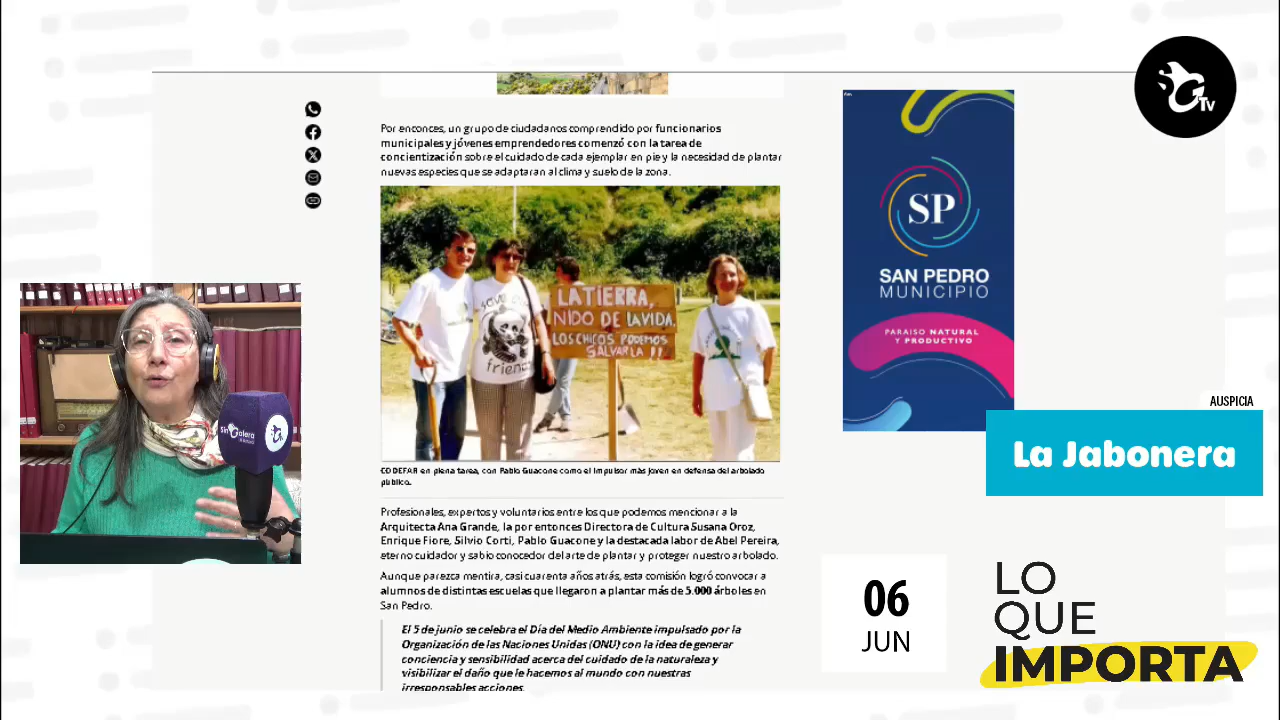 Por entonces, un grupo de ciudadanos comprendido por funcionarios
municipales y jóvenes emprendedores comenzó con la tarea de
concientización sobre el cuidado de cada ejemplar en pie y la necesidad de plantar
nuevas especies que se adaptaran al clima y suelo de la zona.
SAVE OUR
friend
LA TIERRA,
NIDO DE LA VIDA.
LOS CHICOS PODEMOS
SALVARLA !!
CODEFAR en plena tarea, con Pablo Guacone como el impulsor más joven en defensa del arbolado
público.
Profesionales, expertos y voluntarios entre los que podemos mencionar a la
Arquitecta Ana Grande, la por entonces Directora de Cultura Susana Oroz,
Enrique Fiore, Silvio Corti, Pablo Guacone y la destacada labor de Abel Pereira,
eterno cuidador y sabio conocedor del arte de plantar y proteger nuestro arbolado.
Aunque parezca mentira, casi cuarenta años atrás, esta comisión logró convocar a
alumnos de distintas escuelas que llegaron a plantar más de 5.000 árboles en
San Pedro.
El 5 de junio se celebra el Día del Medio Ambiente impulsado por la
Organización de las Naciones Unidas (ONU) con la idea de generar
conciencia y sensibilidad acerca del cuidado de la naturaleza y
visibilizar el daño que le hacemos al mundo con nuestras
irresponsables acciones.
Sin Galera
G TV
SP
SAN PEDRO
MUNICIPIO
PARAISO NATURAL
Y PRODUCTIVO
AUSPICIA
La Jabonera
06
JUN
LO
QUE
IMPORTA